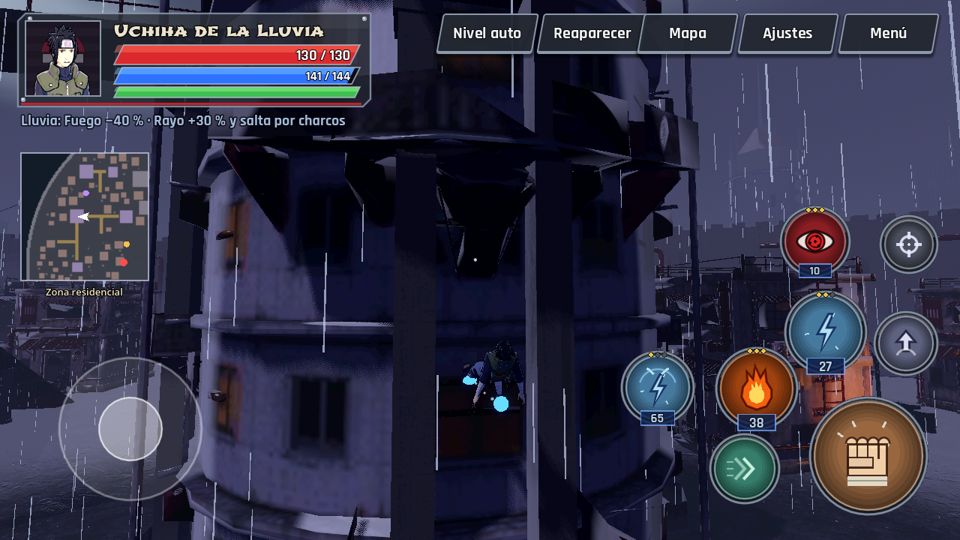 Uchiha de la Lluvia
130 / 130
141 / 144
Lluvia: Fuego −40 % · Rayo +30 % y salta por charcos
Nivel auto
Reaparecer
Mapa
Ajustes
Menú
Zona residencial
10
27
65
38